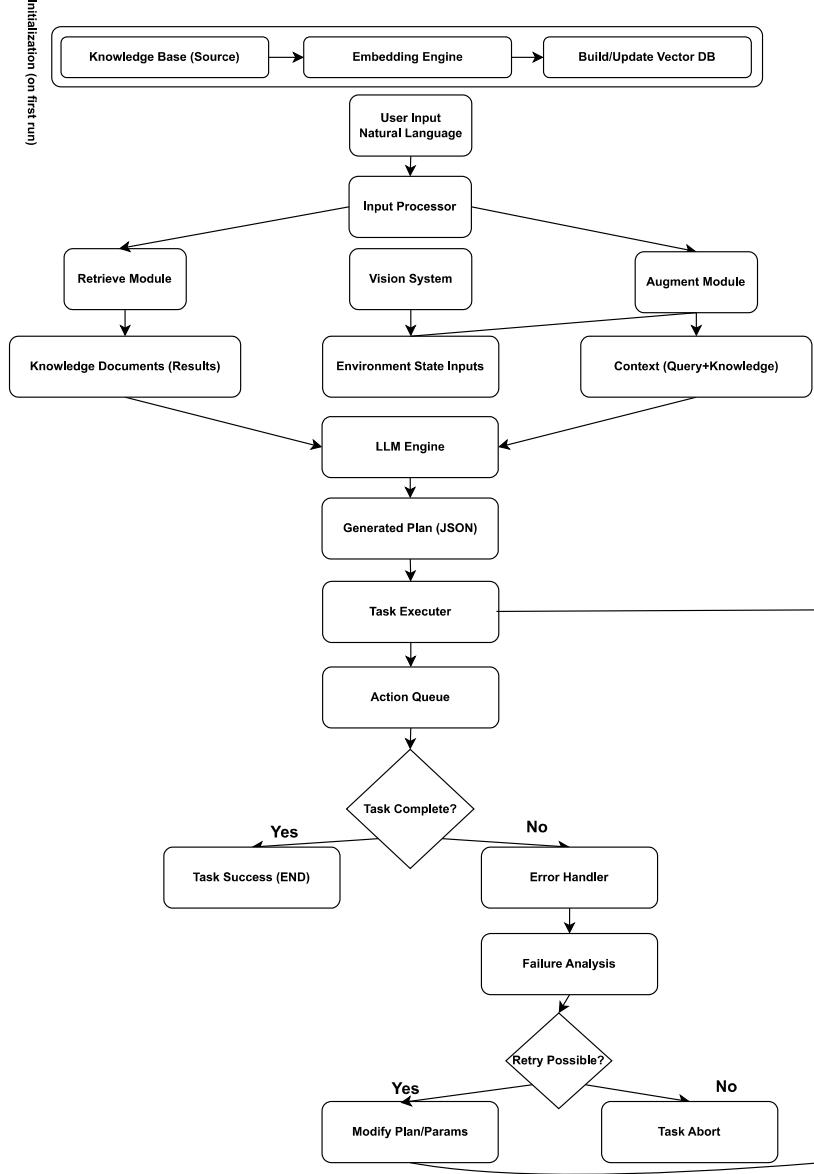 Initialization (on first run)
Knowledge Base (Source)
Embedding Engine
Build/Update Vector DB
User Input
Natural Language
Input Processor
Retrieve Module
Vision System
Augment Module
Knowledge Documents (Results)
Environment State Inputs
Context (Query+Knowledge)
LLM Engine
Generated Plan (JSON)
Task Executer
Action Queue
Task Complete?
Yes
No
Task Success (END)
Error Handler
Failure Analysis
Retry Possible?
Yes
No
Modify Plan/Params
Task Abort